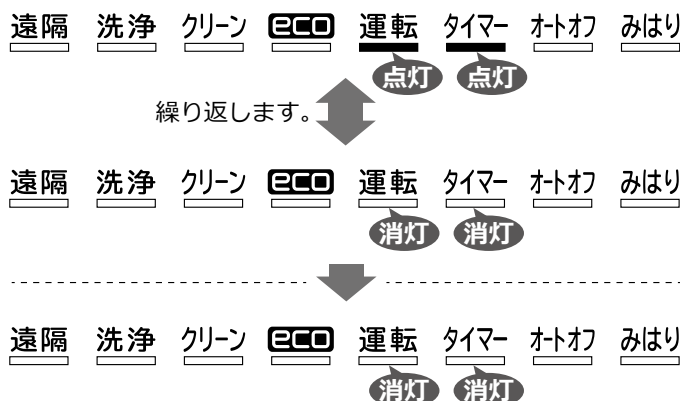 遠隔 洗浄 クリーン eco 運転 タイマー オートオフ みはり
点灯 点灯
繰り返します。
遠隔 洗浄 クリーン eco 運転 タイマー オートオフ みはり
消灯 消灯
遠隔 洗浄 クリーン eco 運転 タイマー オートオフ みはり
消灯 消灯